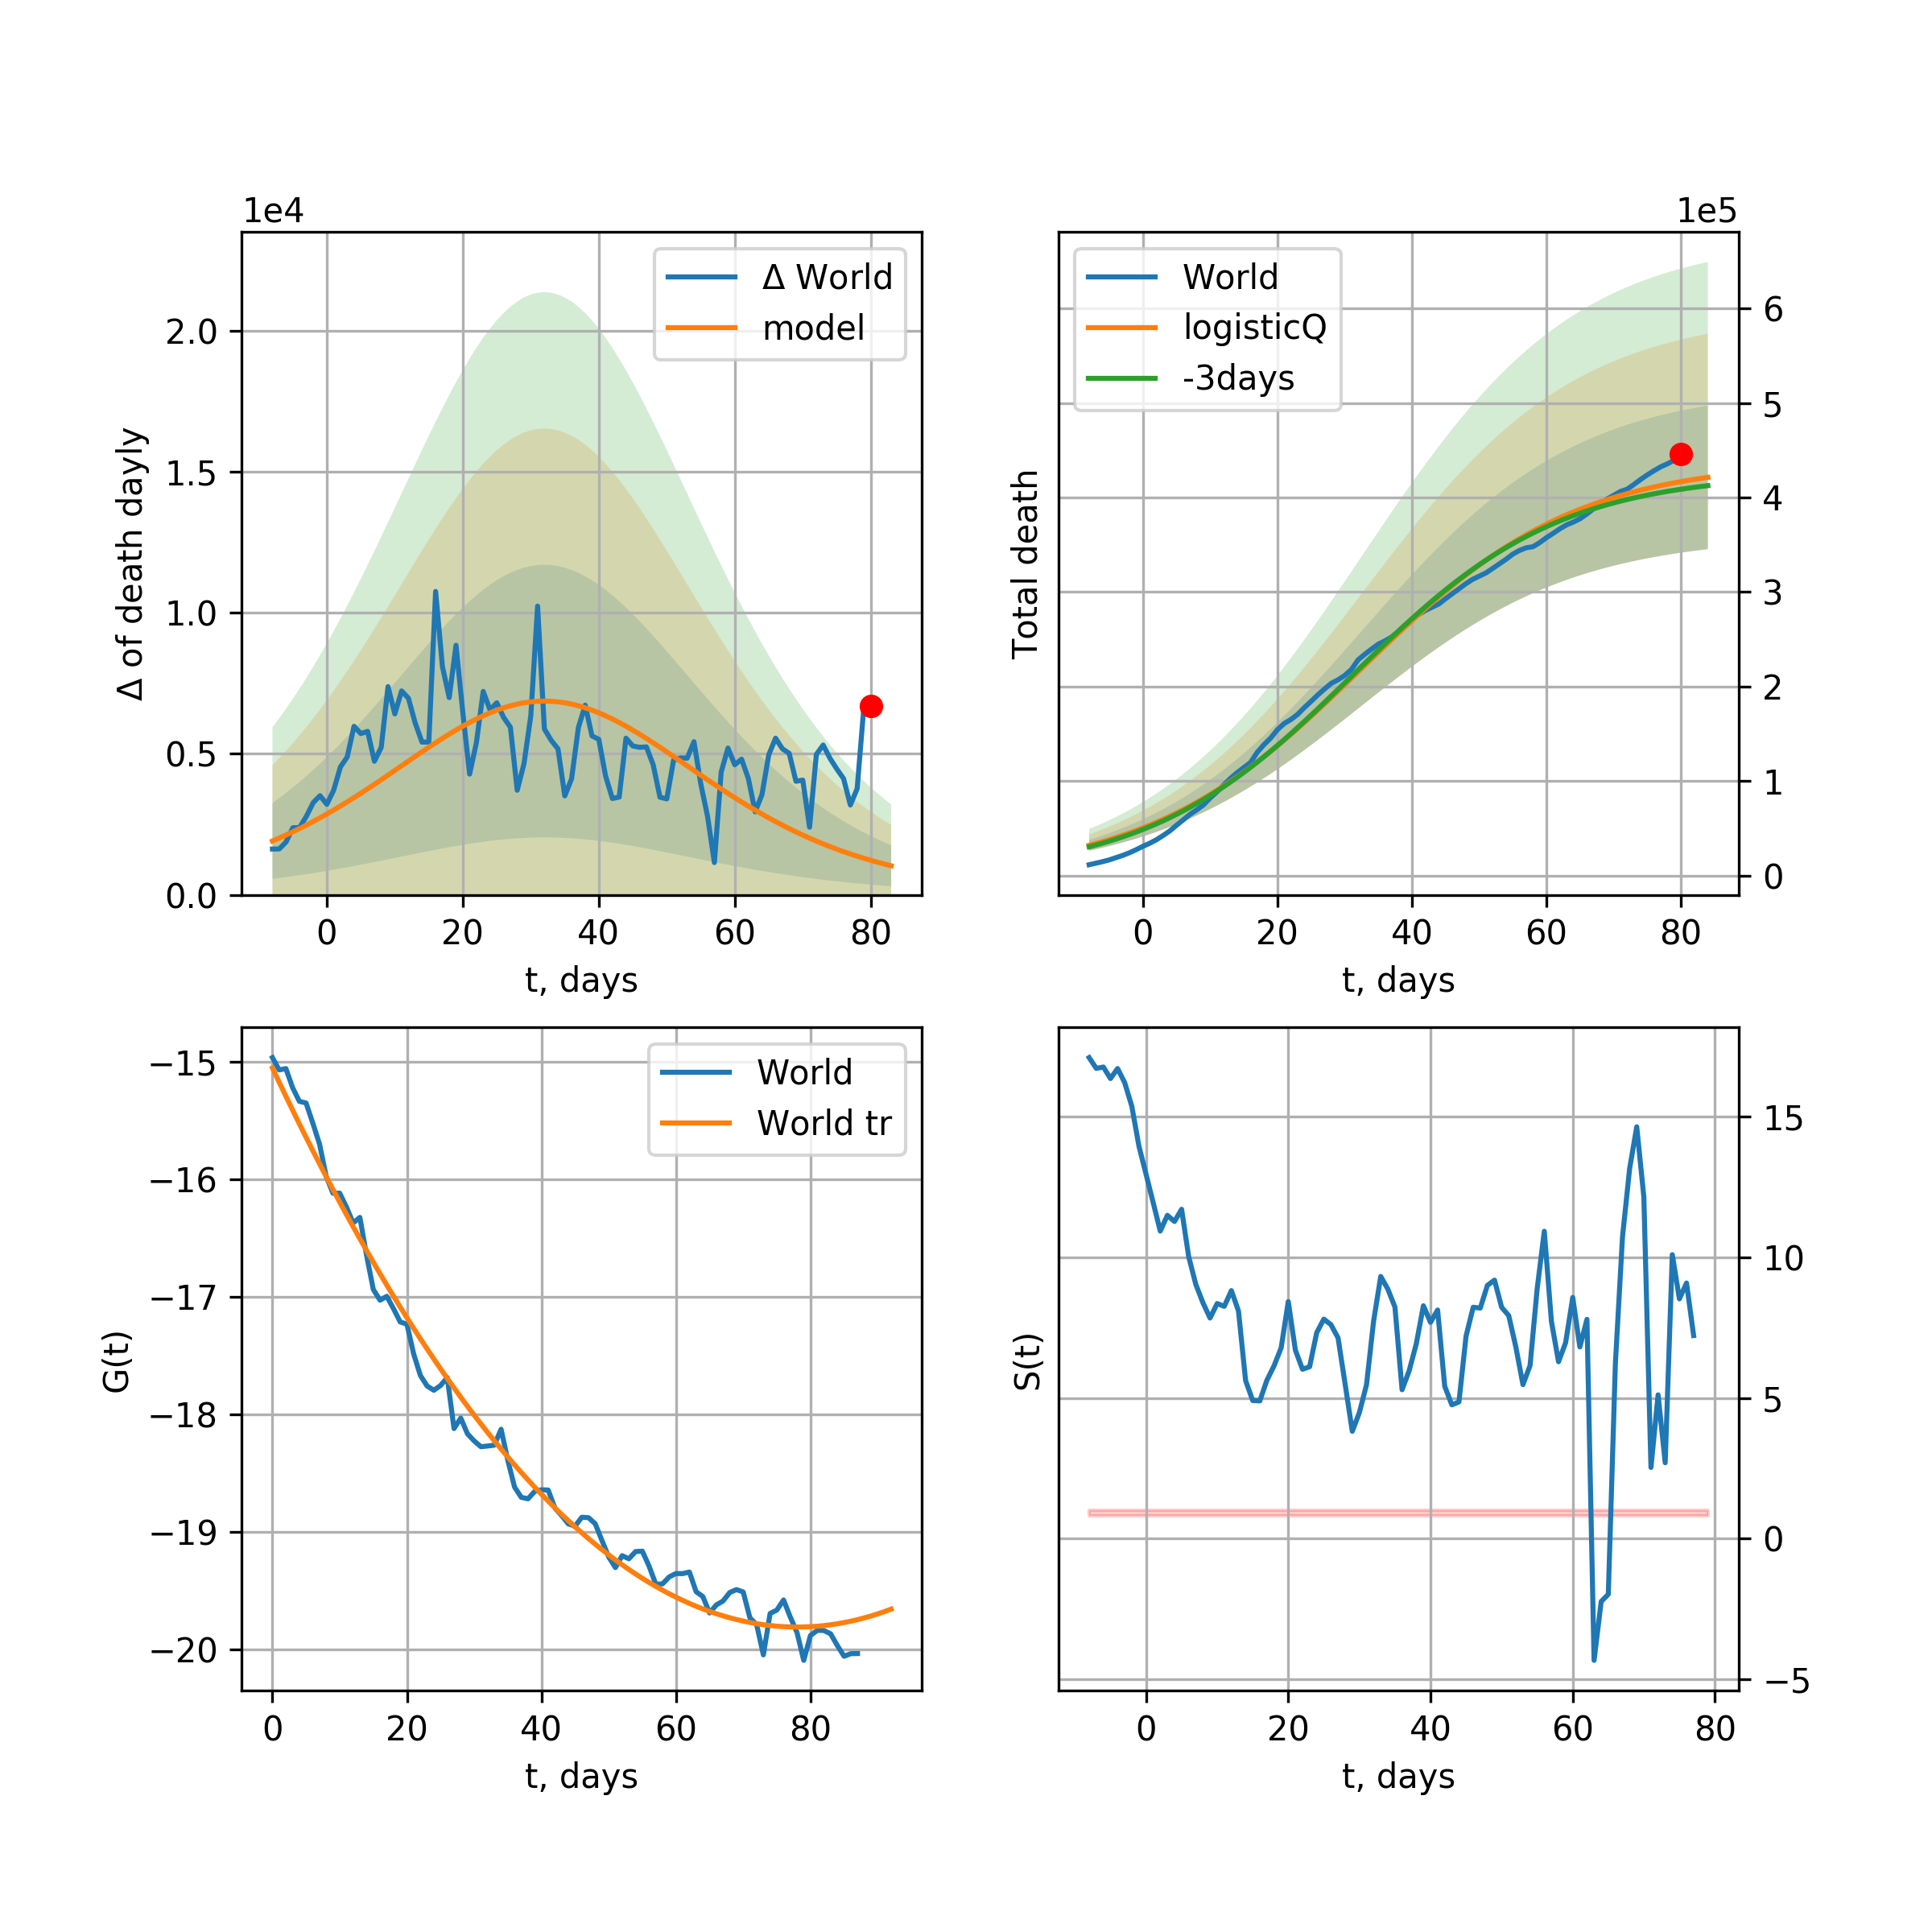 1e4
Δ World
model
2.0
1.5
1.0
0.5
0.0
Δ of death dayly
0 20 40 60 80
t, days
1e5
World
logisticQ
-3days
6
5
4
3
2
1
0
Total death
0 20 40 60 80
t, days
World
World tr
−15
−16
−17
−18
−19
−20
G(t)
0 20 40 60 80
t, days
15
10
5
0
−5
S(t)
0 20 40 60 80
t, days